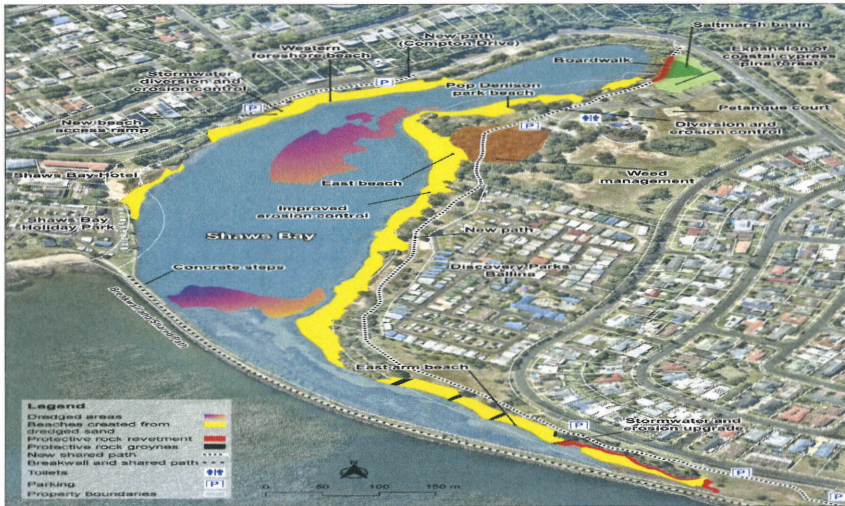 Saltmarsh basin
New path
(Compton Drive)
Western
foreshore beach
Boardwalk
Expansion of
coastal cypress
pine forest
Stormwater
diversion and
erosion control
P
Pop Denison
park beach
P
New beach
access ramp
Petanque court
P
Diversion and
erosion control
Shaws Bay Hotel
East beach
Weed
management
Improved
erosion control
Shaws Bay
Holiday Park
Shaws Bay
New path
Concrete steps
Discovery Parks
Ballina
Breakwall and Shared Path
East arm beach
Legend
Dredged areas
Beaches created from
dredged sand
Protective rock revetment
Protective rock groynes
New shared path
Breakwall and shared path
Toilets
Parking
P
Property boundaries
P
Stormwater and
erosion upgrade
P
P
0 50 100 150 m